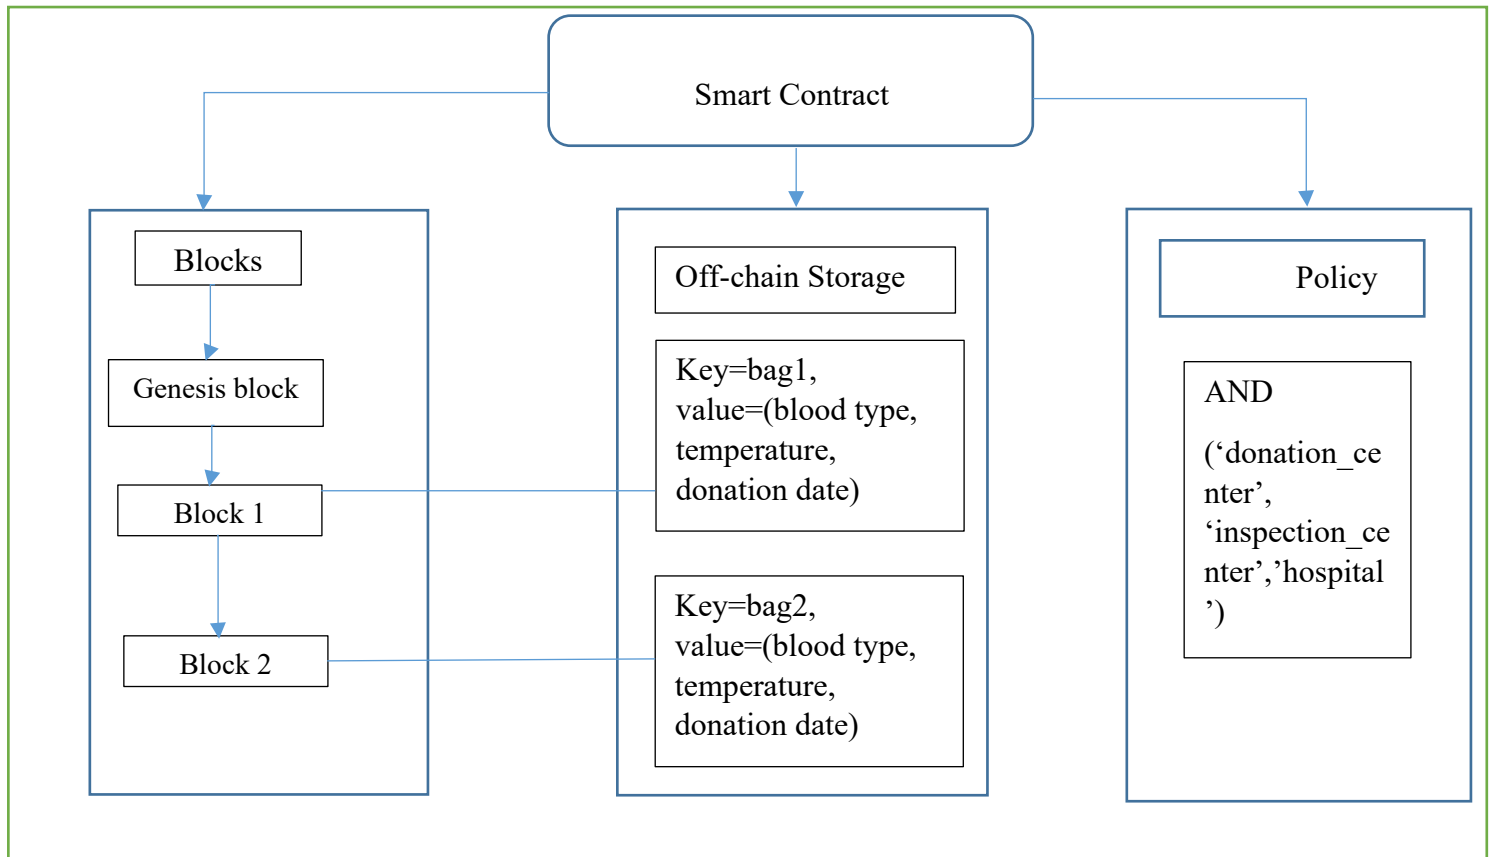 Smart Contract
Blocks
Genesis block
Block 1
Block 2
Off-chain Storage
Key=bag1,
value=(blood type,
temperature,
donation date)
Key=bag2,
value=(blood type,
temperature,
donation date)
Policy
AND
(‘donation_ce
nter’,
‘inspection_ce
nter’,’hospital
’)